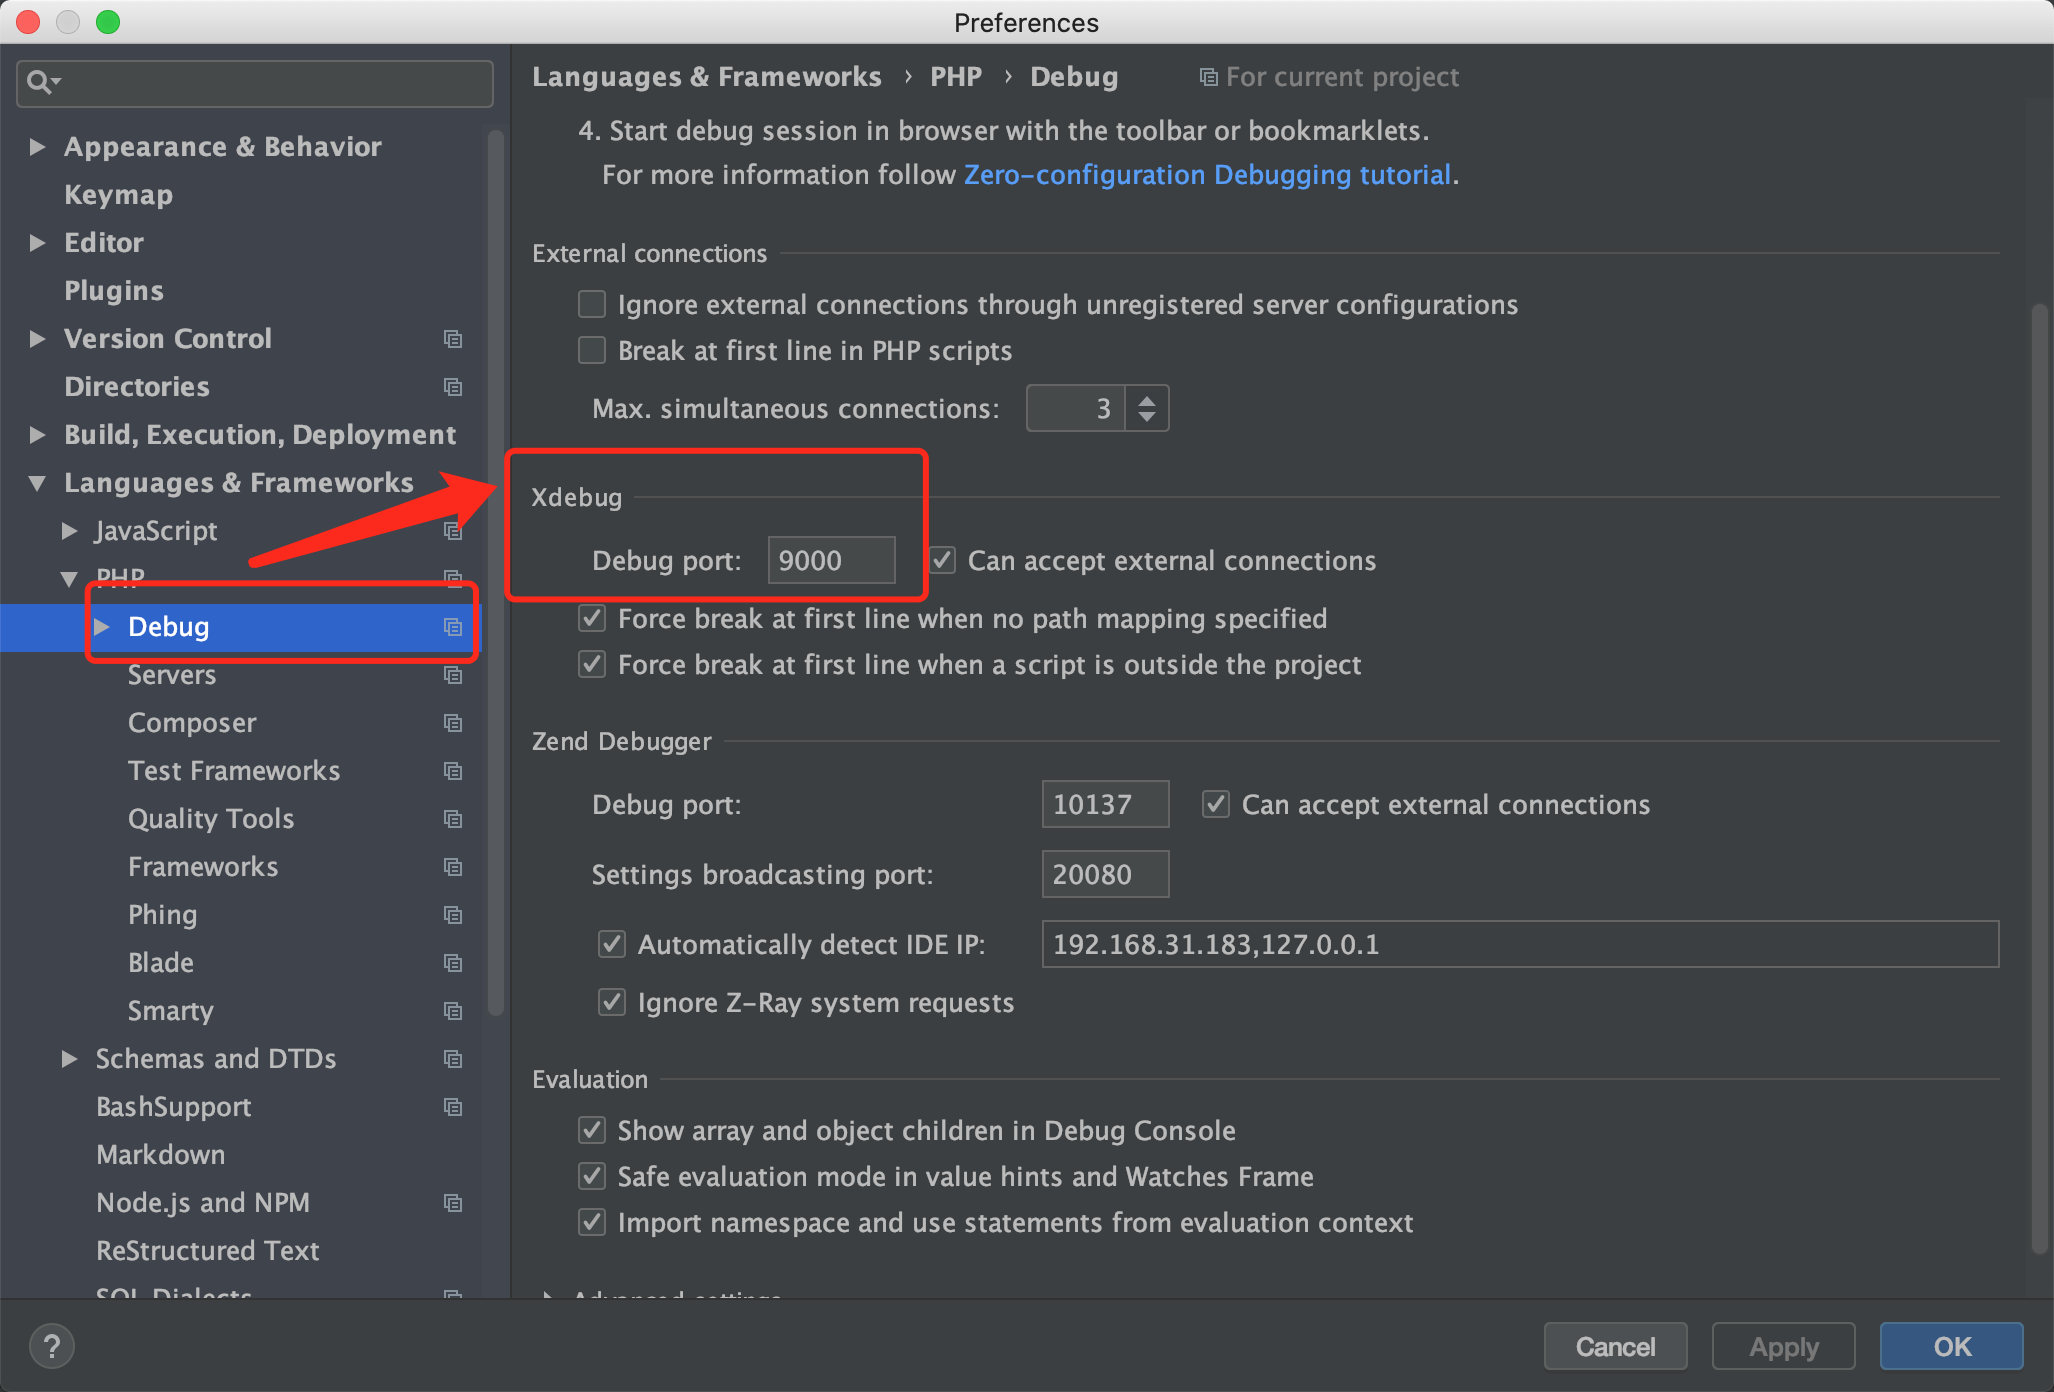 Preferences
Appearance & Behavior
Keymap
Editor
Plugins
Version Control
Directories
Build, Execution, Deployment
Languages & Frameworks
JavaScript
PHP
Debug
Servers
Composer
Test Frameworks
Quality Tools
Frameworks
Phing
Blade
Smarty
Schemas and DTDs
BashSupport
Markdown
Node.js and NPM
ReStructured Text
SQL Dialects
Languages & Frameworks › PHP › Debug For current project
4. Start debug session in browser with the toolbar or bookmarklets.
For more information follow Zero-configuration Debugging tutorial.
External connections
Ignore external connections through unregistered server configurations
Break at first line in PHP scripts
Max. simultaneous connections: 3
Xdebug
Debug port: 9000 Can accept external connections
Force break at first line when no path mapping specified
Force break at first line when a script is outside the project
Zend Debugger
Debug port: 10137 Can accept external connections
Settings broadcasting port: 20080
Automatically detect IDE IP: 192.168.31.183,127.0.0.1
Ignore Z-Ray system requests
Evaluation
Show array and object children in Debug Console
Safe evaluation mode in value hints and Watches Frame
Import namespace and use statements from evaluation context
Advanced settings
?
Cancel Apply OK